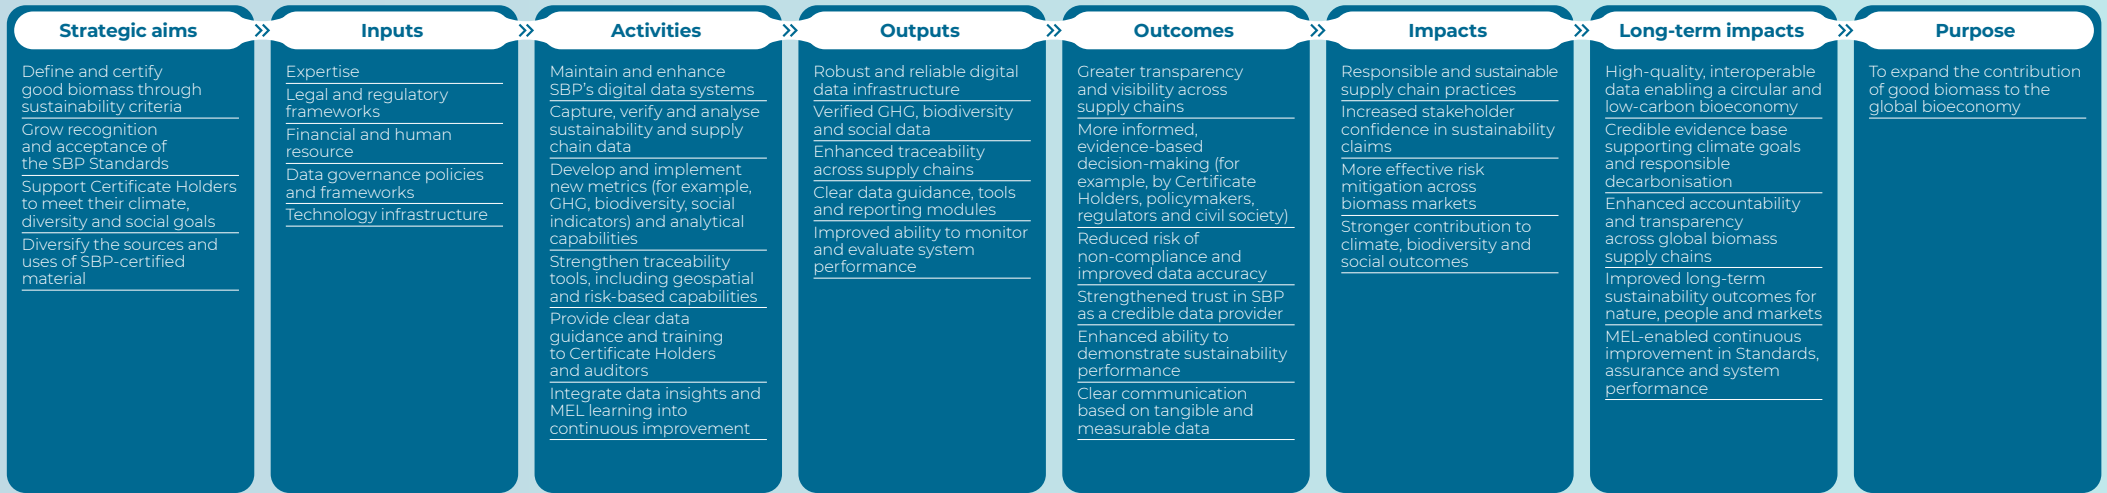 Strategic aims
Define and certify
good biomass through
sustainability criteria
Grow recognition
and acceptance of
the SBP Standards
Support Certificate Holders
to meet their climate,
diversity and social goals
Diversify the sources and
uses of SBP-certified
material
Inputs
Expertise
Legal and regulatory
frameworks
Financial and human
resource
Data governance policies
and frameworks
Technology infrastructure
Activities
Maintain and enhance
SBP’s digital data systems
Capture, verify and analyse
sustainability and supply
chain data
Develop and implement
new metrics (for example,
GHG, biodiversity, social
indicators) and analytical
capabilities
Strengthen traceability
tools, including geospatial
and risk-based capabilities
Provide clear data
guidance and training
to Certificate Holders
and auditors
Integrate data insights and
MEL learning into
continuous improvement
Outputs
Robust and reliable digital
data infrastructure
Verified GHG, biodiversity
and social data
Enhanced traceability
across supply chains
Clear data guidance, tools
and reporting modules
Improved ability to monitor
and evaluate system
performance
Outcomes
Greater transparency
and visibility across
supply chains
More informed,
evidence-based
decision-making (for
example, by Certificate
Holders, policymakers,
regulators and civil society)
Reduced risk of
non-compliance and
improved data accuracy
Strengthened trust in SBP
as a credible data provider
Enhanced ability to
demonstrate sustainability
performance
Clear communication
based on tangible and
measurable data
Impacts
Responsible and sustainable
supply chain practices
Increased stakeholder
confidence in sustainability
claims
More effective risk
mitigation across
biomass markets
Stronger contribution to
climate, biodiversity and
social outcomes
Long-term impacts
High-quality, interoperable
data enabling a circular and
low-carbon bioeconomy
Credible evidence base
supporting climate goals
and responsible
decarbonisation
Enhanced accountability
and transparency
across global biomass
supply chains
Improved long-term
sustainability outcomes for
nature, people and markets
MEL-enabled continuous
improvement in Standards,
assurance and system
performance
Purpose
To expand the contribution
of good biomass to the
global bioeconomy